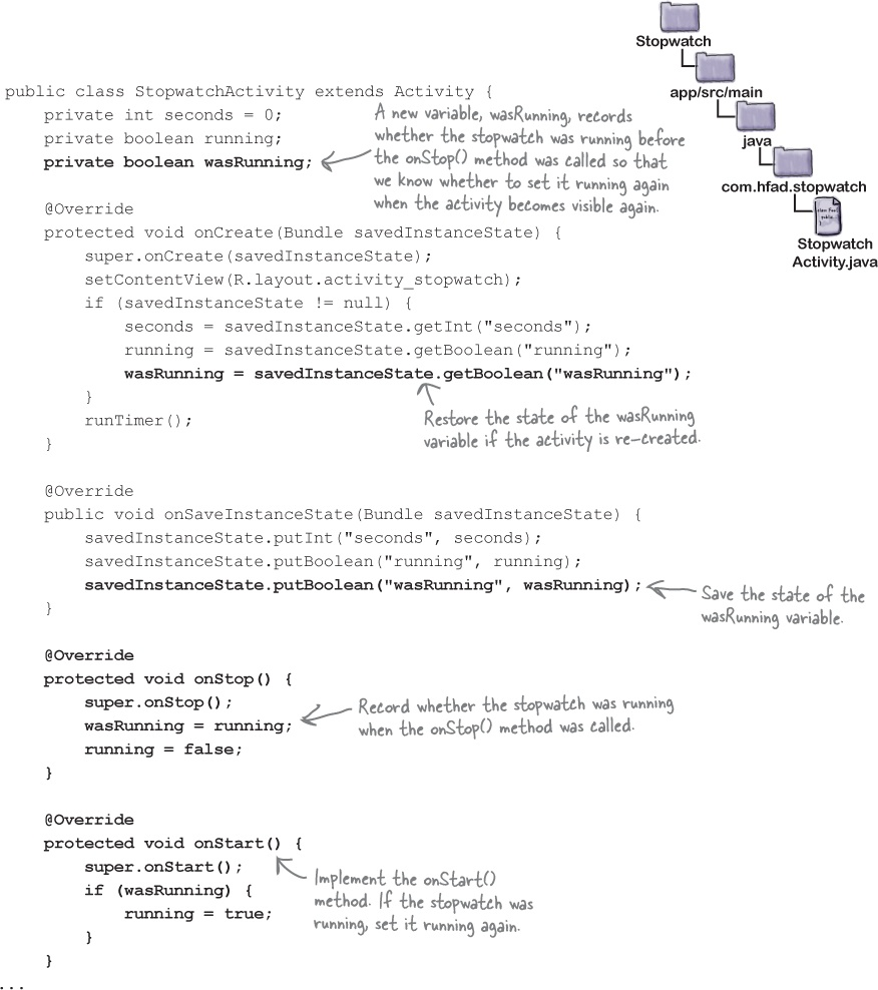 Stopwatch
app/src/main
java
com.hfad.stopwatch
Stopwatch
Activity.java
public class StopwatchActivity extends Activity {
    private int seconds = 0;
    private boolean running;
    private boolean wasRunning;
A new variable, wasRunning, records
whether the stopwatch was running before
the onStop() method was called so that
we know whether to set it running again
when the activity becomes visible again.
    @Override
    protected void onCreate(Bundle savedInstanceState) {
        super.onCreate(savedInstanceState);
        setContentView(R.layout.activity_stopwatch);
        if (savedInstanceState != null) {
            seconds = savedInstanceState.getInt("seconds");
            running = savedInstanceState.getBoolean("running");
            wasRunning = savedInstanceState.getBoolean("wasRunning");
        }
        runTimer();
    }
Restore the state of the wasRunning
variable if the activity is re-created.
    @Override
    public void onSaveInstanceState(Bundle savedInstanceState) {
        savedInstanceState.putInt("seconds", seconds);
        savedInstanceState.putBoolean("running", running);
        savedInstanceState.putBoolean("wasRunning", wasRunning);
    }
Save the state of the
wasRunning variable.
    @Override
    protected void onStop() {
        super.onStop();
        wasRunning = running;
        running = false;
    }
Record whether the stopwatch was running
when the onStop() method was called.
    @Override
    protected void onStart() {
        super.onStart();
        if (wasRunning) {
            running = true;
        }
    }
Implement the onStart()
method. If the stopwatch was
running, set it running again.
...